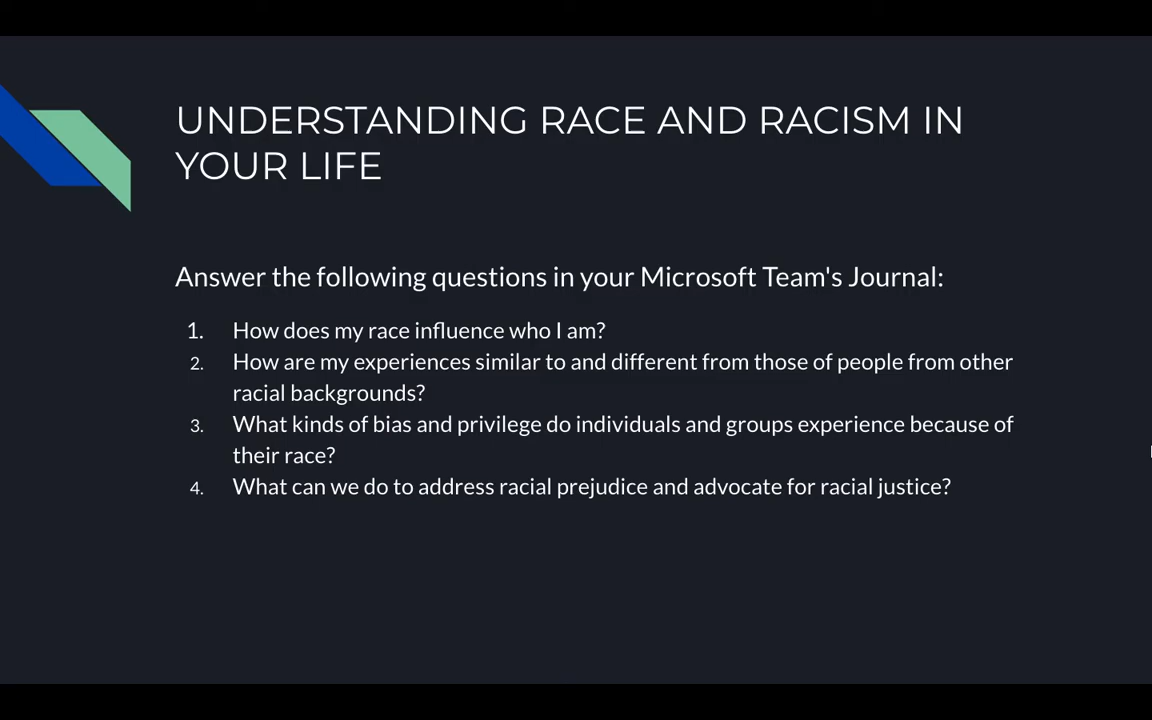 UNDERSTANDING RACE AND RACISM IN
YOUR LIFE
Answer the following questions in your Microsoft Team's Journal:
1. How does my race influence who I am?
2. How are my experiences similar to and different from those of people from other
racial backgrounds?
3. What kinds of bias and privilege do individuals and groups experience because of
their race?
4. What can we do to address racial prejudice and advocate for racial justice?